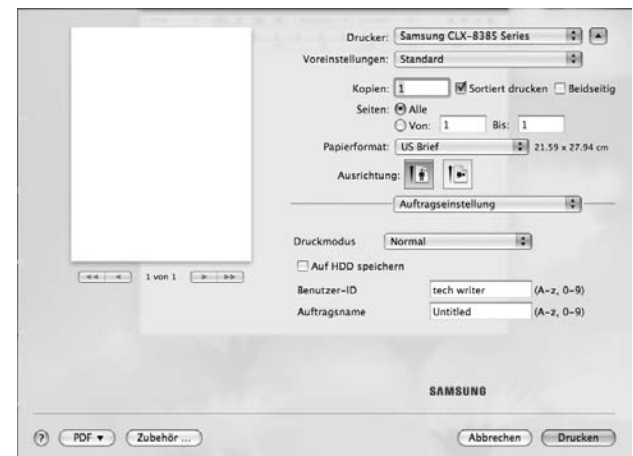 Drucker: Samsung CLX-8385 Series
Voreinstellungen: Standard
Kopien: 1 Sortiert drucken Beidseitig
Seiten: Alle
Von: 1 Bis: 1
Papierformat: US Brief 21.59 x 27.94 cm
Ausrichtung:
Auftragseinstellung
Druckmodus Normal
1 von 1
Auf HDD speichern
Benutzer-ID tech writer (A-z, 0-9)
Auftragsname Untitled (A-z, 0-9)
SAMSUNG
? PDF Zubehör ... Abbrechen Drucken